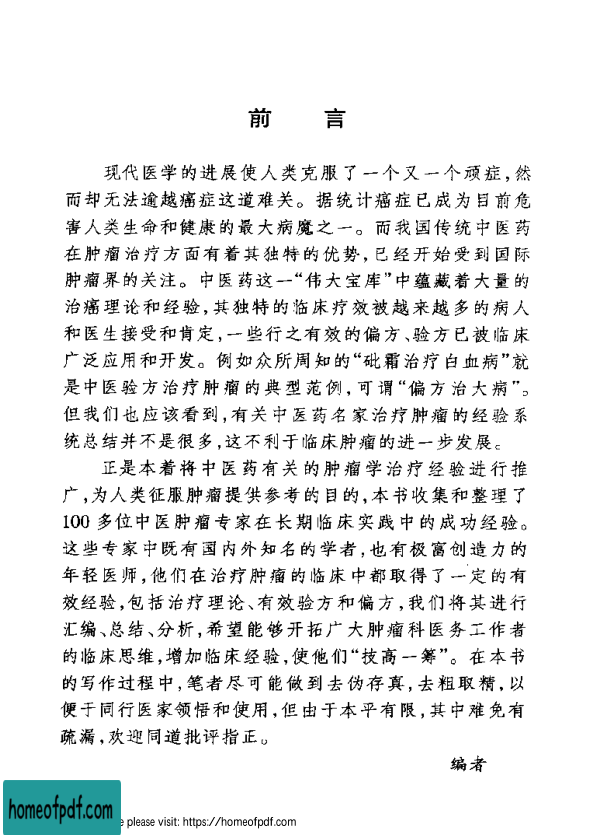 前 言
现代医学的进展使人类克服了一个又一个顽症,然
而却无法逾越癌症这道难关。据统计癌症已成为目前危
害人类生命和健康的最大病魔之一。而我国传统中医药
在肿瘤治疗方面有着其独特的优势,已经开始受到国际
肿瘤界的关注。中医药这一“伟大宝库”中蕴藏着大量的
治癌理论和经验,其独特的临床疗效被越来越多的病人
和医生接受和肯定,一些行之有效的偏方、验方已被临床
广泛应用和开发。例如众所周知的“砒霜治疗白血病”就
是中医验方治疗肿瘤的典型范例,可谓“偏方治大病”。
但我们也应该看到,有关中医药名家治疗肿瘤的经验系
统总结并不是很多,这不利于临床肿瘤的进一步发展。
正是本着将中医药有关的肿瘤学治疗经验进行推
广,为人类征服肿瘤提供参考的目的,本书收集和整理了
100多位中医肿瘤专家在长期临床实践中的成功经验。
这些专家中既有国内外知名的学者,也有极富创造力的
年轻医师,他们在治疗肿瘤的临床中都取得了一定的有
效经验,包括治疗理论、有效验方和偏方,我们将其进行
汇编、总结、分析,希望能够开拓广大肿瘤科医务工作者
的临床思维,增加临床经验,使他们“技高一筹”。在本书
的写作过程中,笔者尽可能做到去伪存真,去粗取精,以
便于同行医家领悟和使用,但由于本平有限,其中难免有
疏漏,欢迎同道批评指正。
编者
homeofpdf.com
e please visit: https://homeofpdf.com